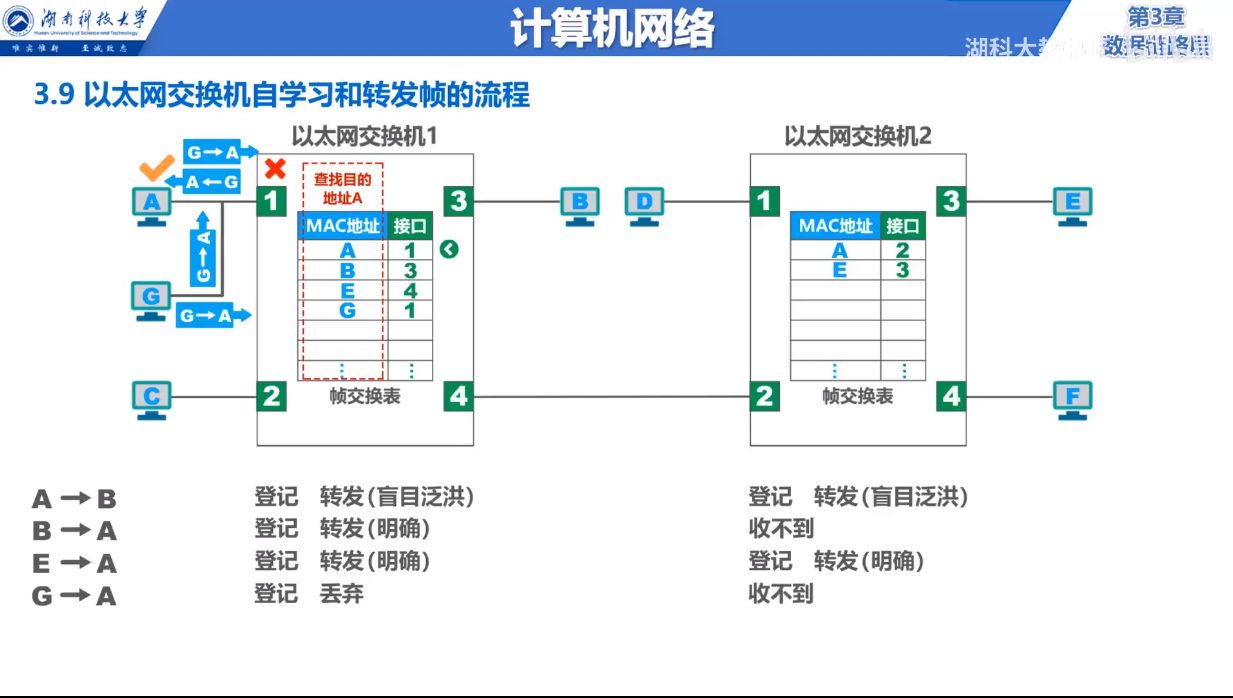 湖南科技大学
Hunan University of Science and Technology
唯实惟新 至诚致志
计算机网络
第3章
数据链路层
3.9 以太网交换机自学习和转发帧的流程
以太网交换机1
以太网交换机2
G→A
A←G
查找目的
地址A
A 1 3 B D 1 3 E
MAC地址 接口
A 1
B 3
E 4
G 1
⋮ ⋮
帧交换表
MAC地址 接口
A 2
E 3
⋮ ⋮
帧交换表
G→A
G
G→A
C 2 4 2 4 F
A→B 登记 转发(盲目泛洪) 登记 转发(盲目泛洪)
B→A 登记 转发(明确) 收不到
E→A 登记 转发(明确) 登记 转发(明确)
G→A 登记 丢弃 收不到